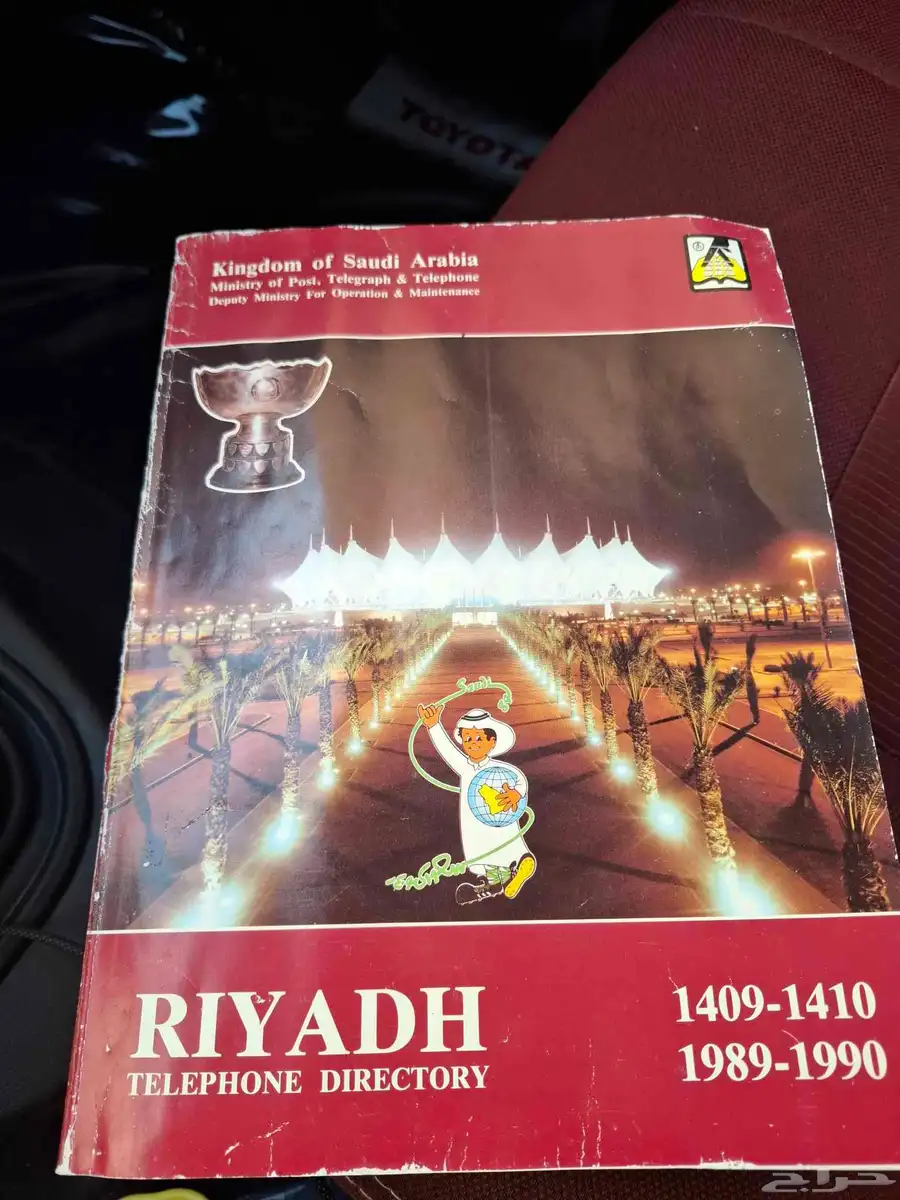 TOYOTA
Kingdom of Saudi Arabia
Ministry of Post, Telegraph & Telephone
Deputy Ministry For Operation & Maintenance
Saudi
RIYADH
TELEPHONE DIRECTORY
1409-1410
1989-1990
حراج